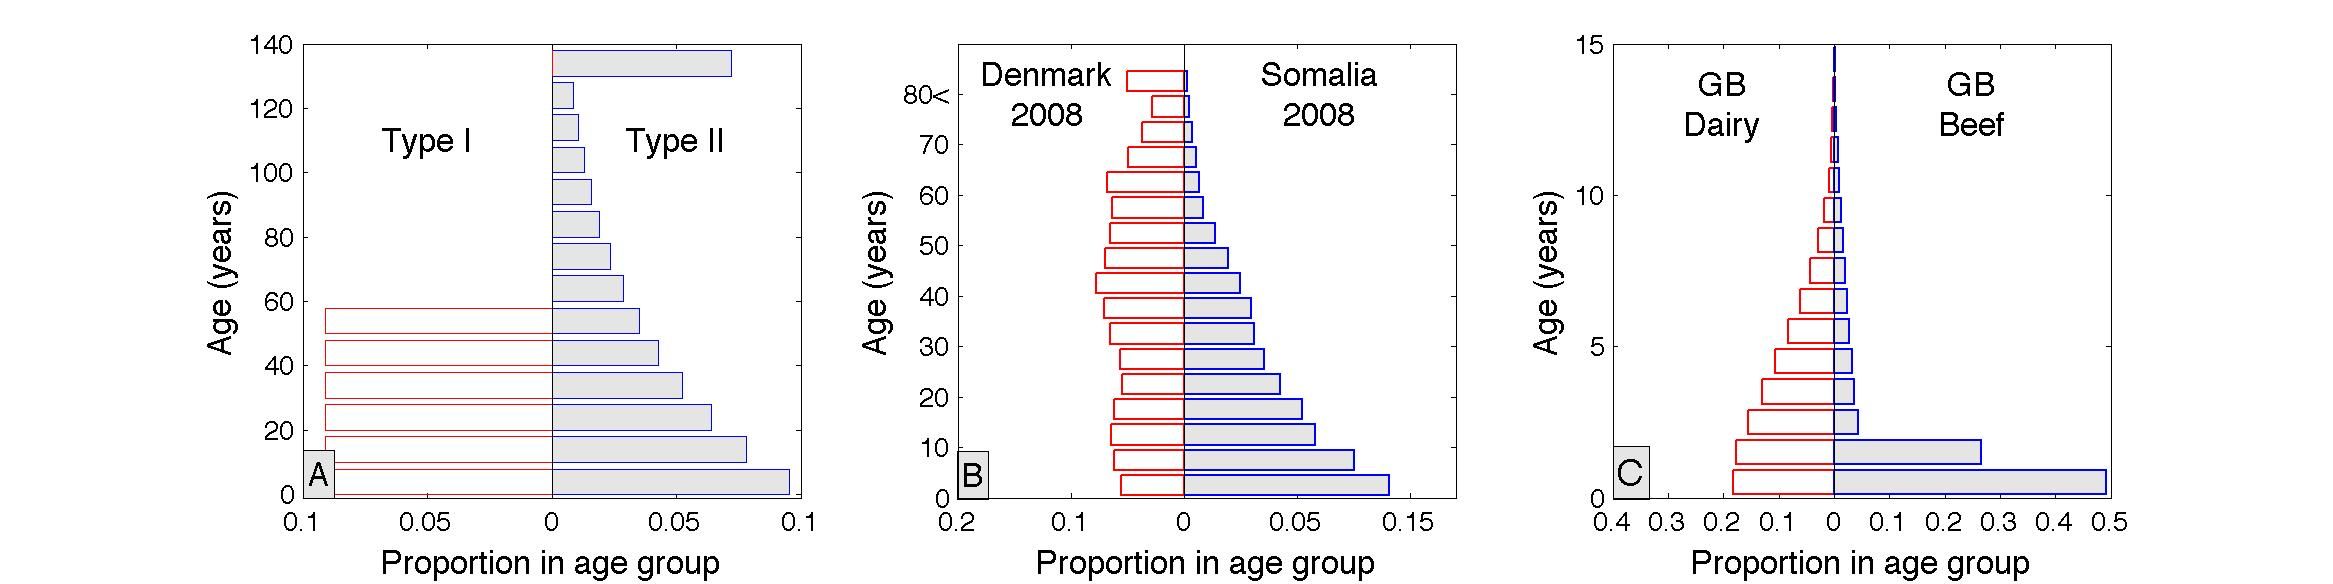 140
120
100
80
60
40
20
0
Age (years)
Type I
Type II
A
0.1
0.05
0
0.05
0.1
Proportion in age group
Denmark
2008
Somalia
2008
80<
70
60
50
40
30
20
10
0
Age (years)
B
0.2
0.1
0
0.05
0.15
Proportion in age group
GB
Dairy
GB
Beef
15
10
5
0
Age (years)
C
0.4
0.3
0.2
0.1
0
0.1
0.2
0.3
0.4
0.5
Proportion in age group